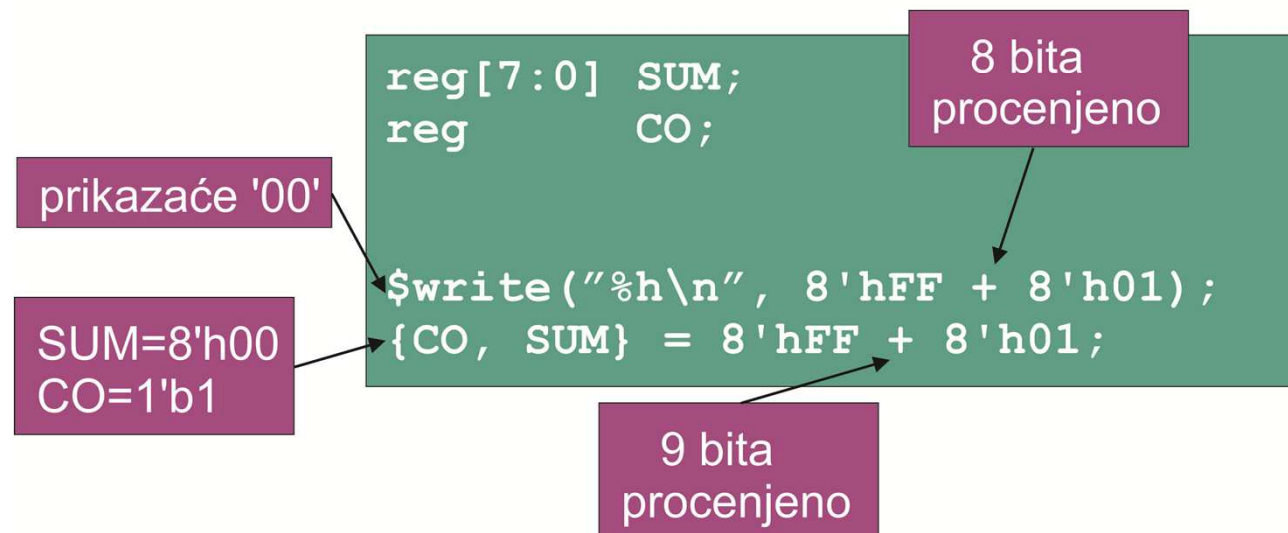 reg[7:0] SUM;
reg CO;
8 bita
procenjeno
prikazaće '00'
$write("%h\n", 8'hFF + 8'h01);
{CO, SUM} = 8'hFF + 8'h01;
SUM=8'h00
CO=1'b1
9 bita
procenjeno